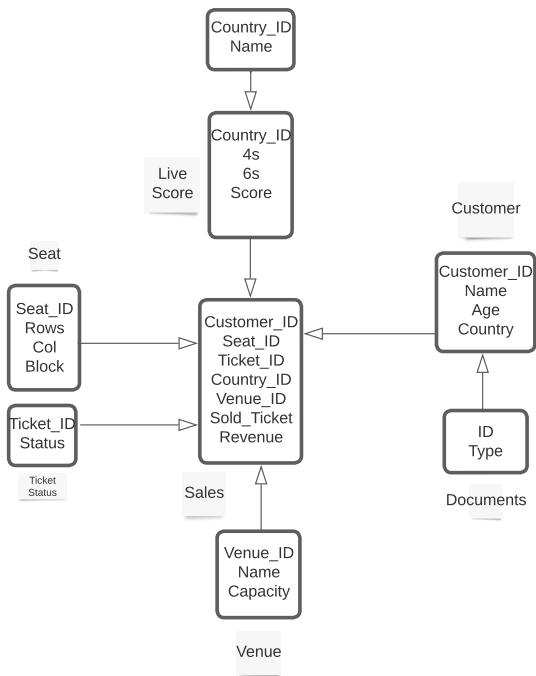 Country_ID
Name
Country_ID
4s
6s
Score
Live
Score
Customer
Seat
Customer_ID
Name
Age
Country
Seat_ID
Rows
Col
Block
Customer_ID
Seat_ID
Ticket_ID
Country_ID
Venue_ID
Sold_Ticket
Revenue
Ticket_ID
Status
ID
Type
Ticket
Status
Sales
Documents
Venue_ID
Name
Capacity
Venue